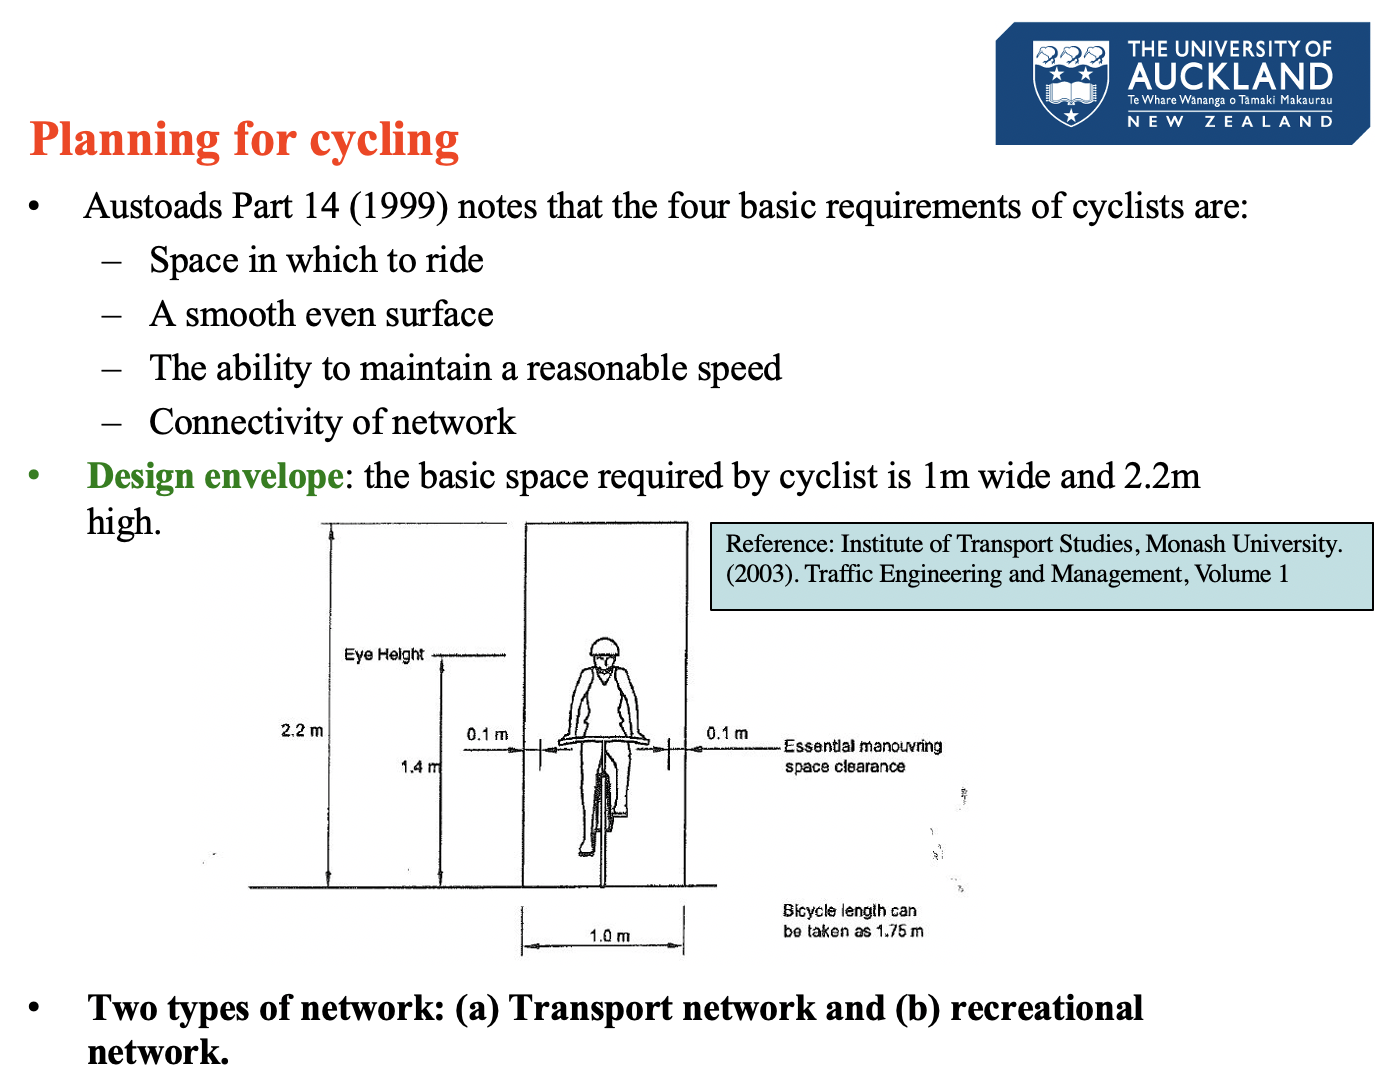 THE UNIVERSITY OF
AUCKLAND
Te Whare Wānanga o Tāmaki Makaurau
NEW ZEALAND
Planning for cycling
• Austoads Part 14 (1999) notes that the four basic requirements of cyclists are:
– Space in which to ride
– A smooth even surface
– The ability to maintain a reasonable speed
– Connectivity of network
• Design envelope: the basic space required by cyclist is 1m wide and 2.2m
high.
Reference: Institute of Transport Studies, Monash University.
(2003). Traffic Engineering and Management, Volume 1
Eye Height
2.2 m
0.1 m
0.1 m
Essential manouvring
space clearance
1.4 m
Bicycle length can
be taken as 1.75 m
1.0 m
• Two types of network: (a) Transport network and (b) recreational
network.